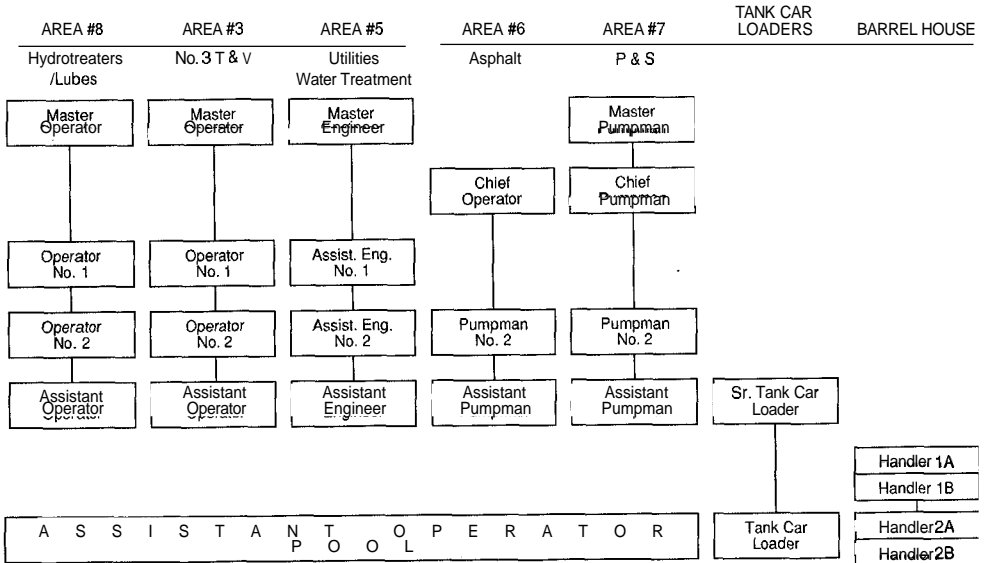 AREA #8 AREA #3 AREA #5 AREA #6 AREA #7 TANK CAR LOADERS BARREL HOUSE
Hydrotreaters /Lubes No. 3 T & V Utilities Water Treatment Asphalt P & S
Master Operator Master Operator Master Engineer Master Pumpman
Chief Operator Chief Pumpman
Operator No. 1 Operator No. 1 Assist. Eng. No. 1
Operator No. 2 Operator No. 2 Assist. Eng. No. 2 Pumpman No. 2 Pumpman No. 2
Assistant Operator Assistant Operator Assistant Engineer Assistant Pumpman Assistant Pumpman Sr. Tank Car Loader
Handler 1A
Handler 1B
A S S I S T A N T O P E R A T O R
P O O L
Tank Car Loader
Handler 2A
Handler 2B